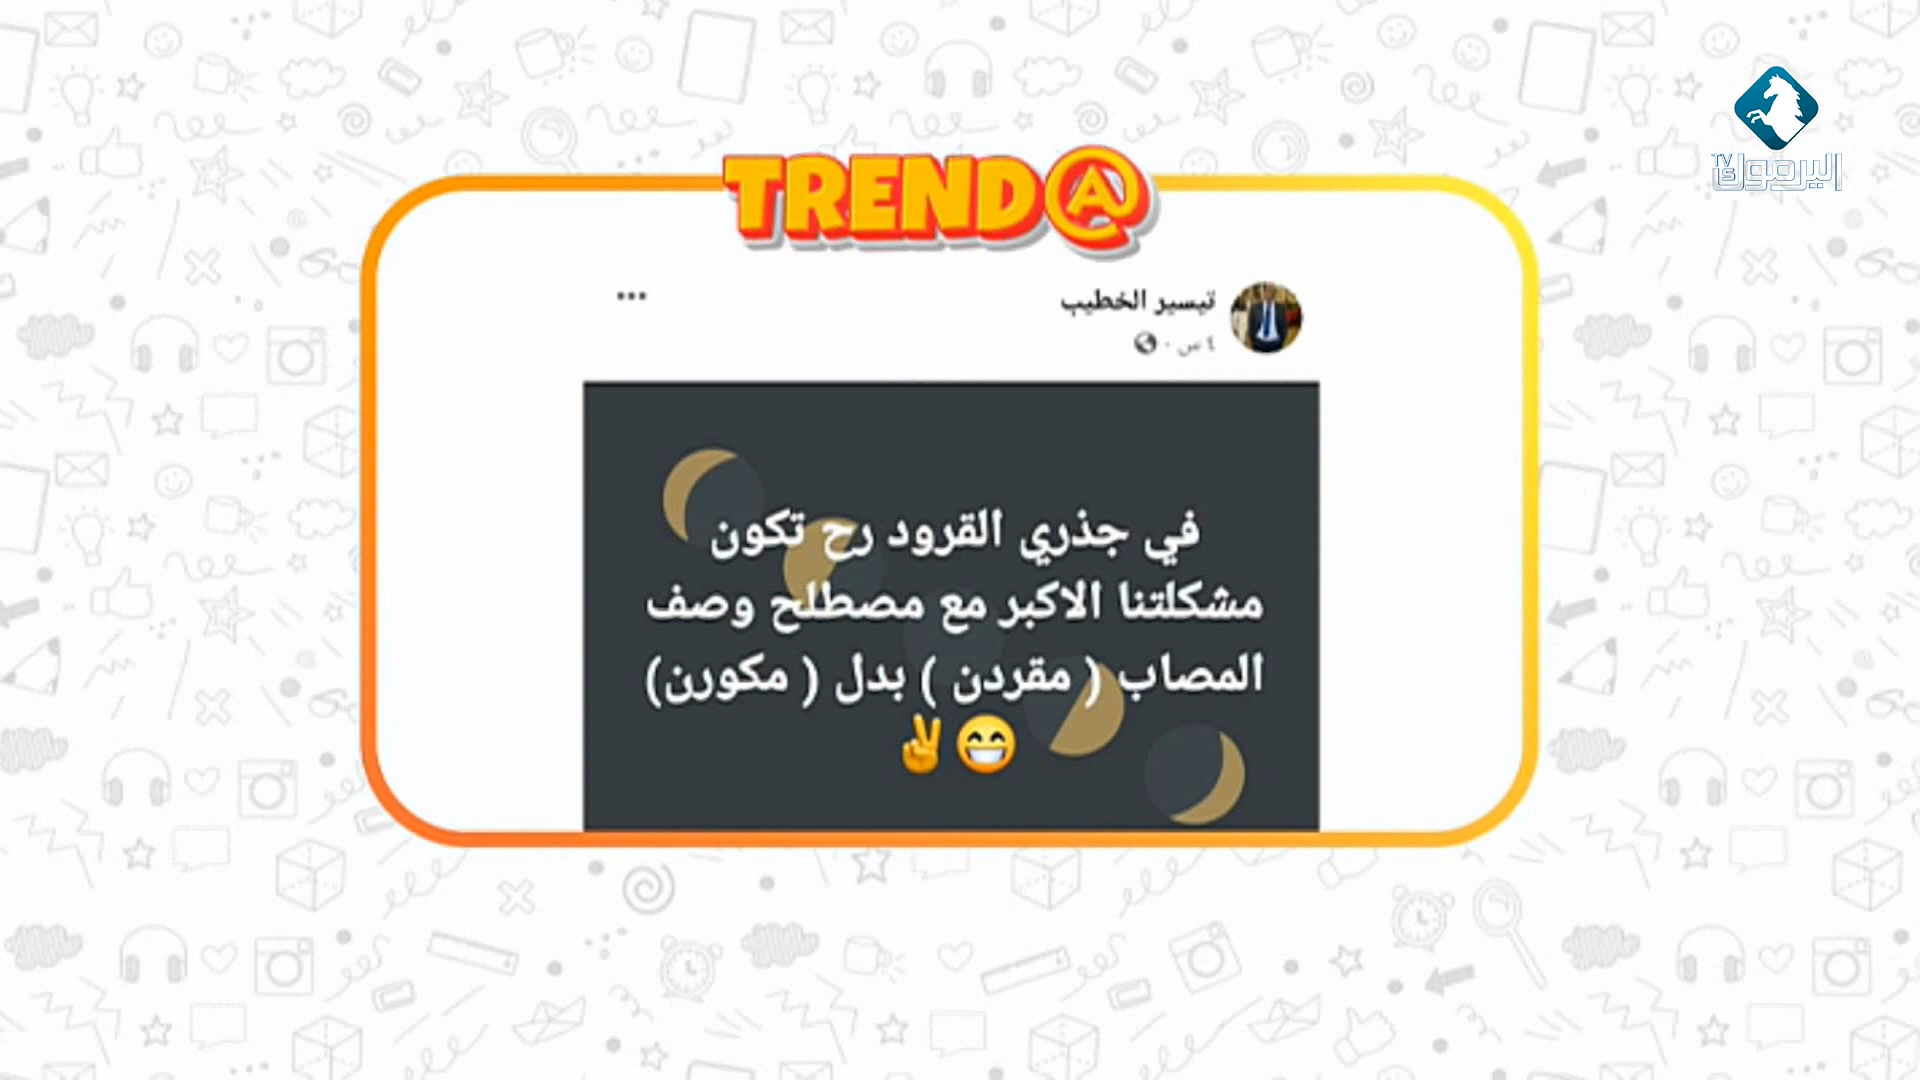 اليرموك
TV
TREND@
تيسير الخطيب
٤ س
في جذري القرود رح تكون
مشكلتنا الاكبر مع مصطلح وصف
المصاب ( مقردن ) بدل ( مكورن)
😁✌